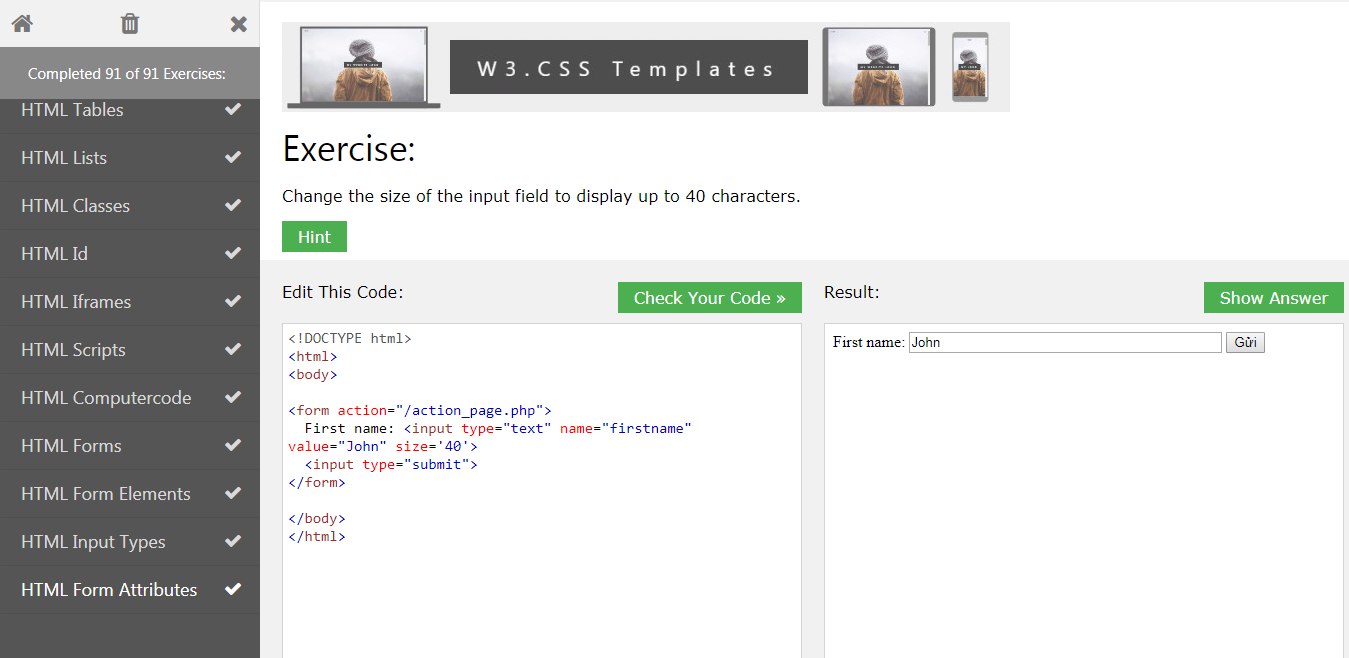 Completed 91 of 91 Exercises:
HTML Tables
HTML Lists
HTML Classes
HTML Id
HTML Iframes
HTML Scripts
HTML Computercode
HTML Forms
HTML Form Elements
HTML Input Types
HTML Form Attributes
W3.CSS Templates
Exercise:
Change the size of the input field to display up to 40 characters.
Hint
Edit This Code:
Check Your Code »
<!DOCTYPE html>
<html>
<body>
<form action="/action_page.php">
First name: <input type="text" name="firstname"
value="John" size='40'>
<input type="submit">
</form>
</body>
</html>
Result:
Show Answer
First name: John Gửi